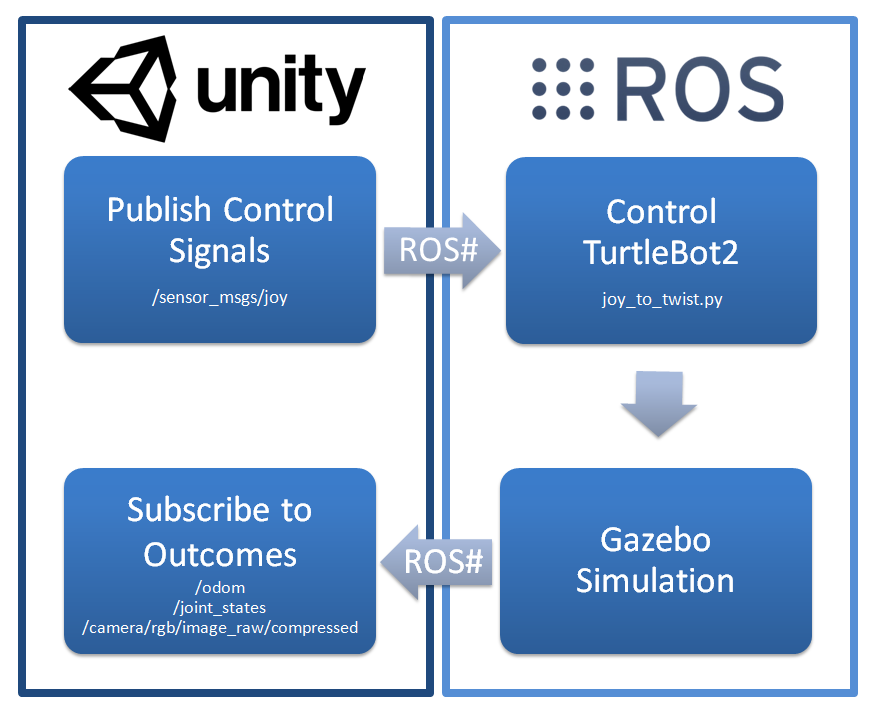 unity
ROS
Publish Control
Signals
/sensor_msgs/joy
ROS#
Control
TurtleBot2
joy_to_twist.py
Subscribe to
Outcomes
/odom
/joint_states
/camera/rgb/image_raw/compressed
ROS#
Gazebo
Simulation